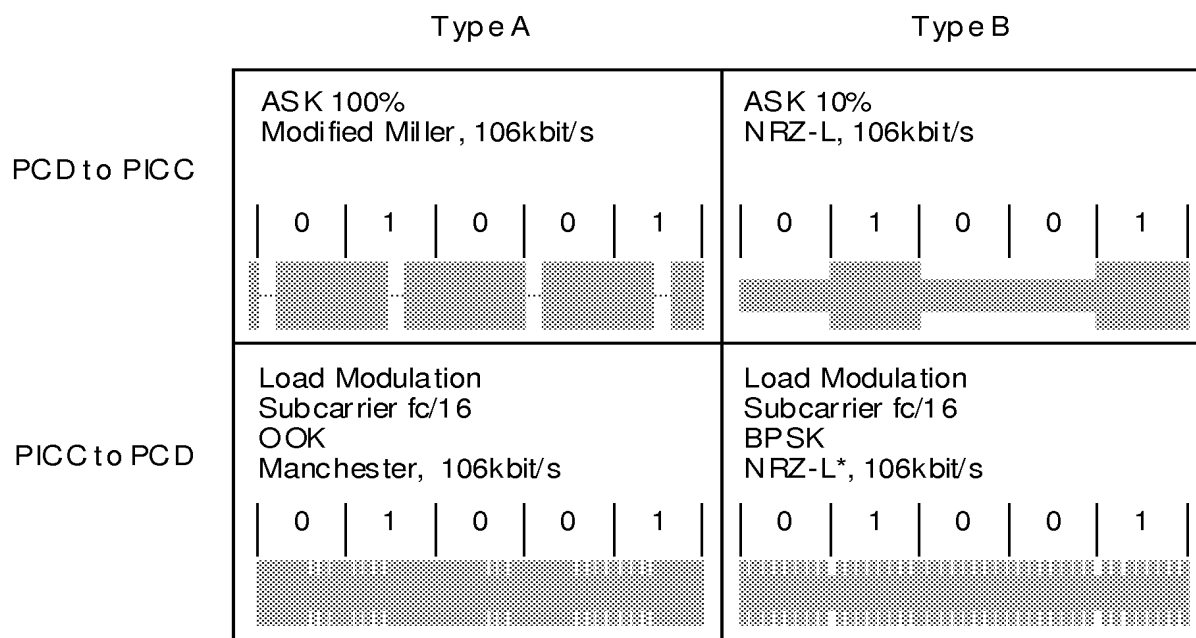 Type A
Type B
PCD to PICC
ASK 100%
Modified Miller, 106kbit/s
0 1 0 0 1
ASK 10%
NRZ-L, 106kbit/s
0 1 0 0 1
PICC to PCD
Load Modulation
Subcarrier fc/16
OOK
Manchester, 106kbit/s
0 1 0 0 1
Load Modulation
Subcarrier fc/16
BPSK
NRZ-L*, 106kbit/s
0 1 0 0 1